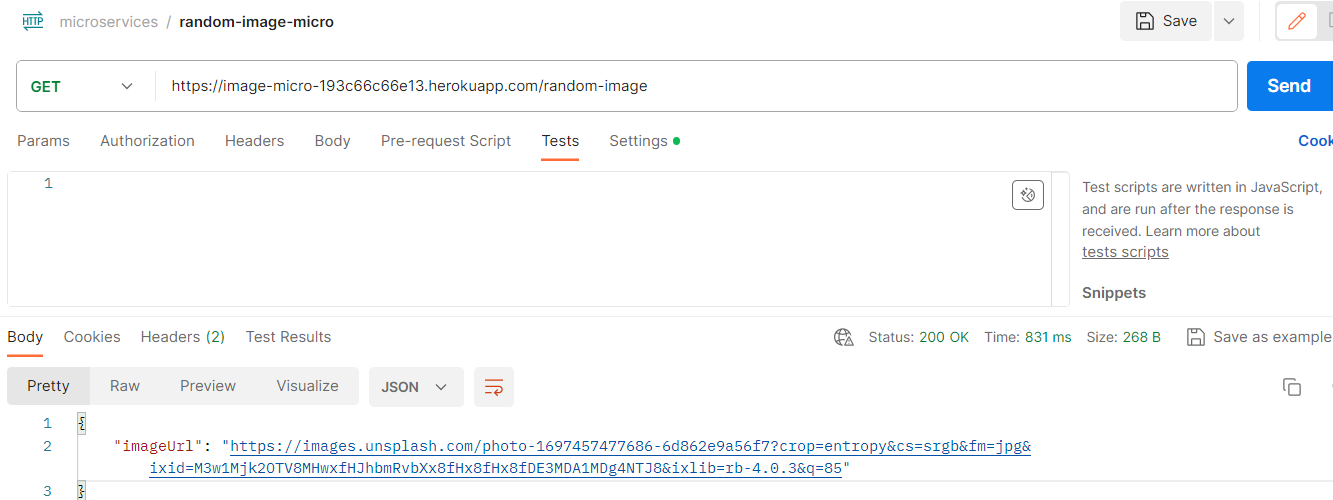 HTTP microservices / random-image-micro Save
GET https://image-micro-193c66c66e13.herokuapp.com/random-image Send
Params Authorization Headers Body Pre-request Script Tests Settings Cook
1
Test scripts are written in JavaScript,
and are run after the response is
received. Learn more about
tests scripts
Snippets
Body Cookies Headers (2) Test Results Status: 200 OK Time: 831 ms Size: 268 B Save as example
Pretty Raw Preview Visualize JSON
1 {
2 "imageUrl": "https://images.unsplash.com/photo-1697457477686-6d862e9a56f7?crop=entropy&cs=srgb&fm=jpg&
ixid=M3w1Mjk2OTV8MHwxfHJhbmRvbXx8fHx8fHx8fDE3MDA1MDg4NTJ8&ixlib=rb-4.0.3&q=85"
3 }